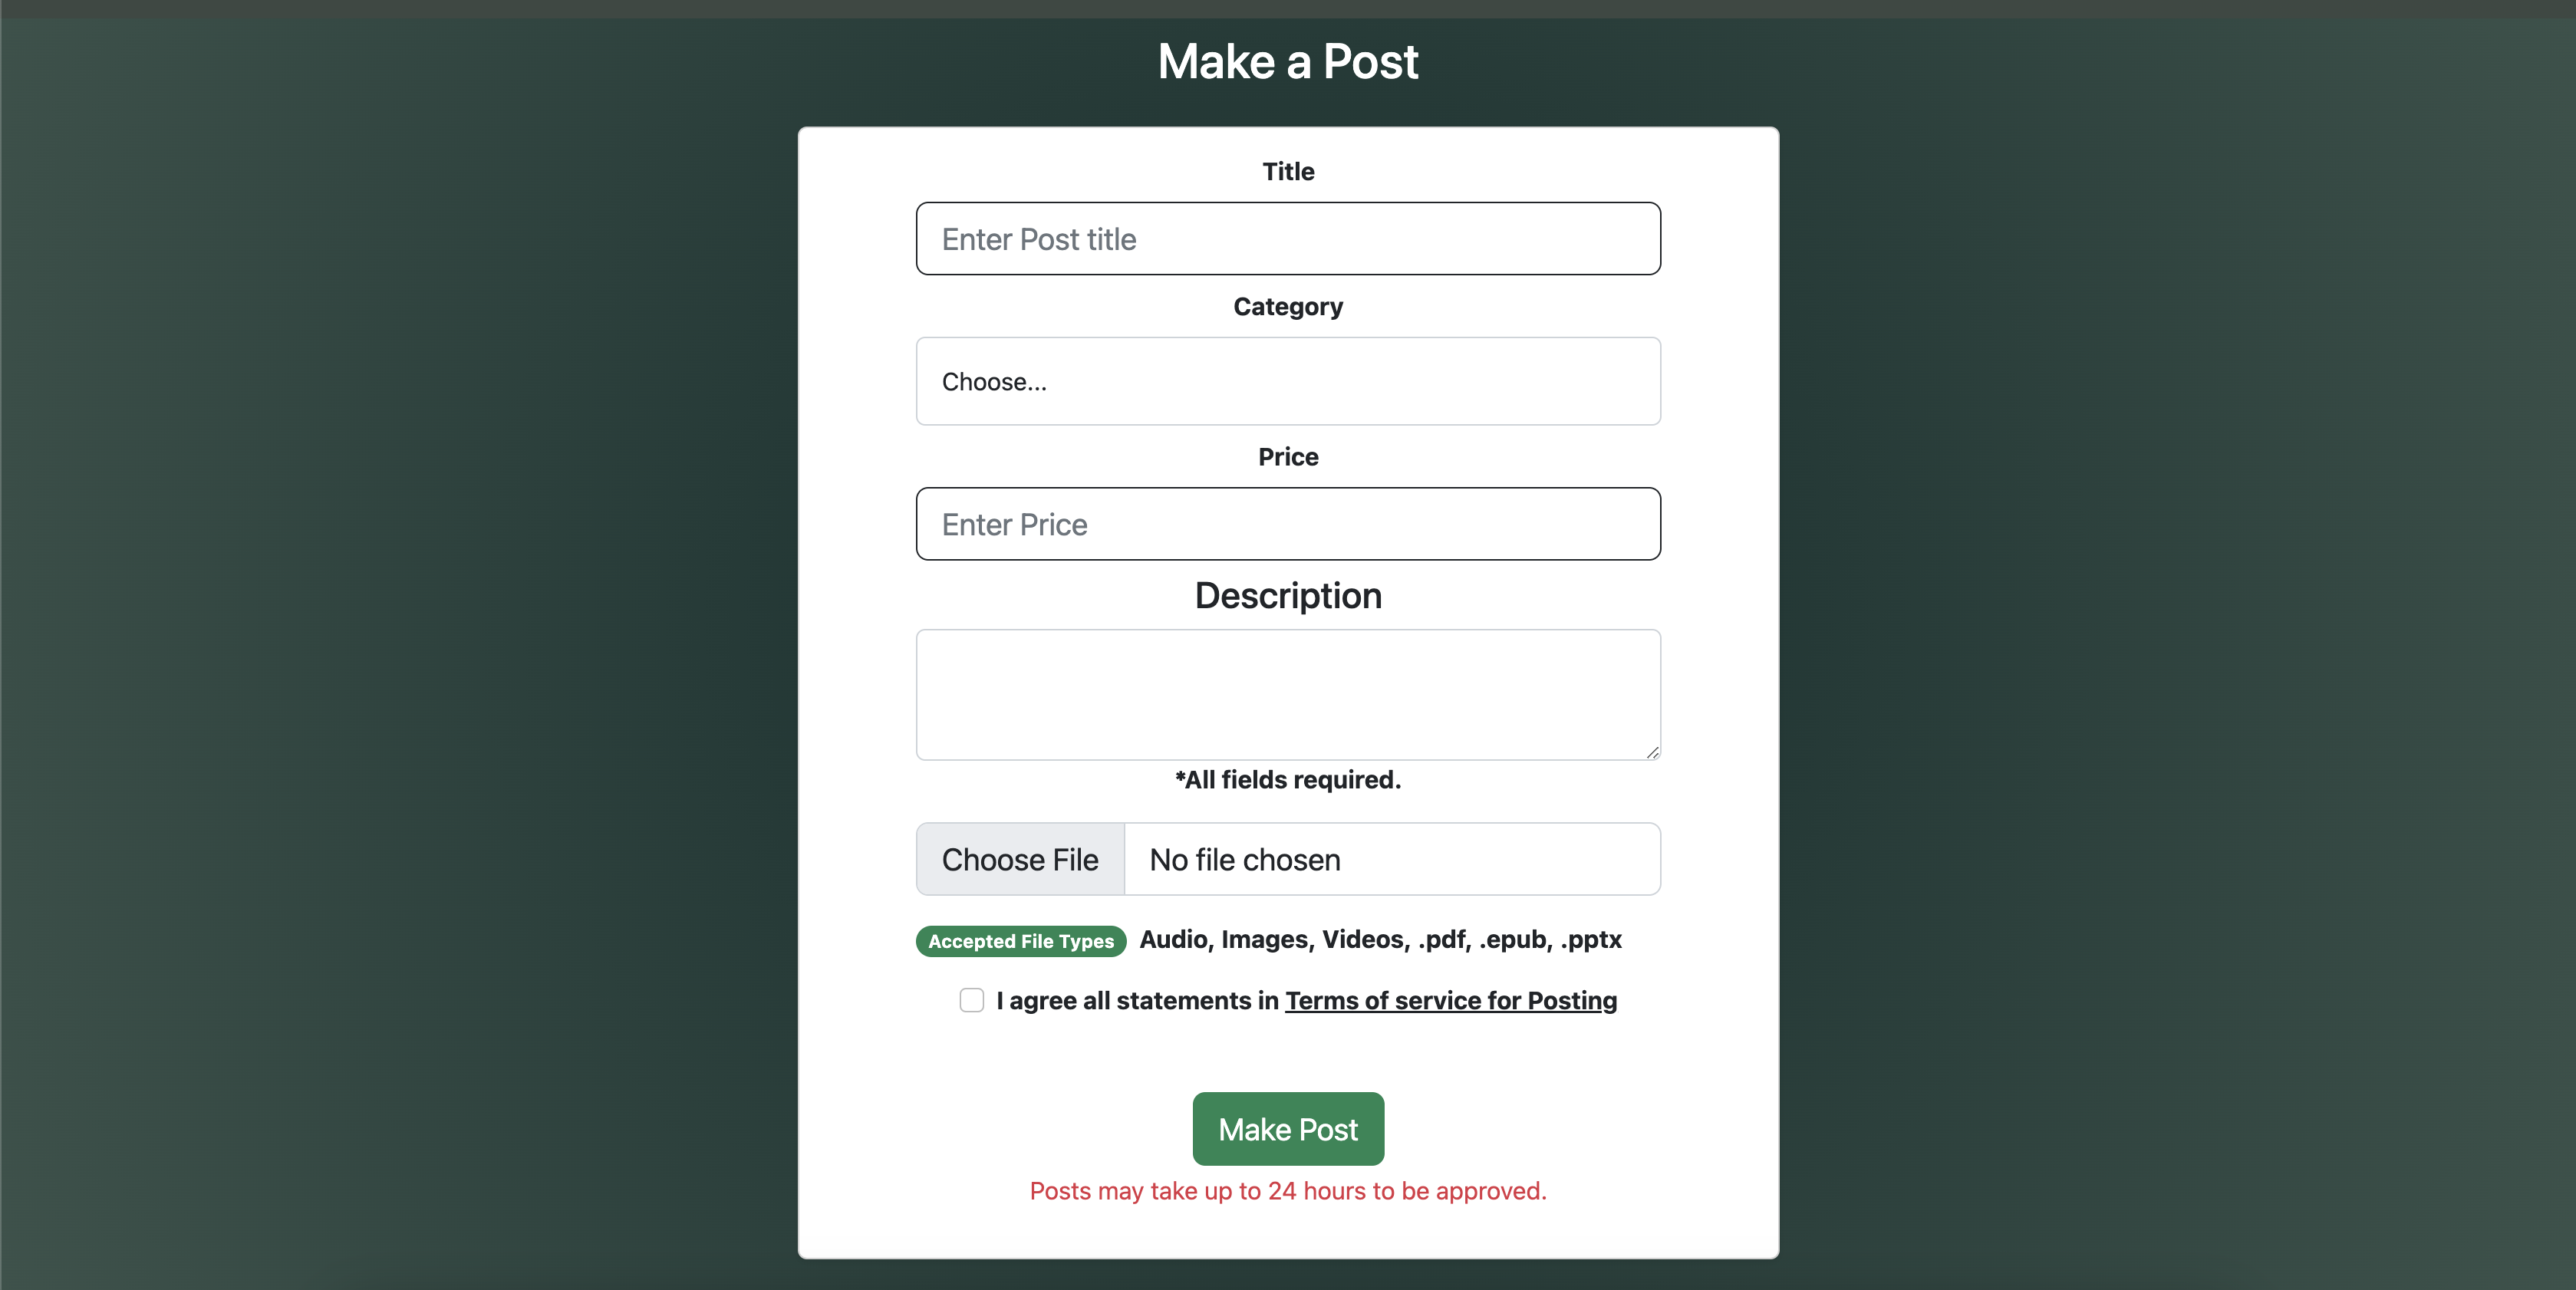 Make a Post
Title
Enter Post title
Category
Choose...
Price
Enter Price
Description
*All fields required.
Choose File No file chosen
Accepted File Types Audio, Images, Videos, .pdf, .epub, .pptx
I agree all statements in Terms of service for Posting
Make Post
Posts may take up to 24 hours to be approved.